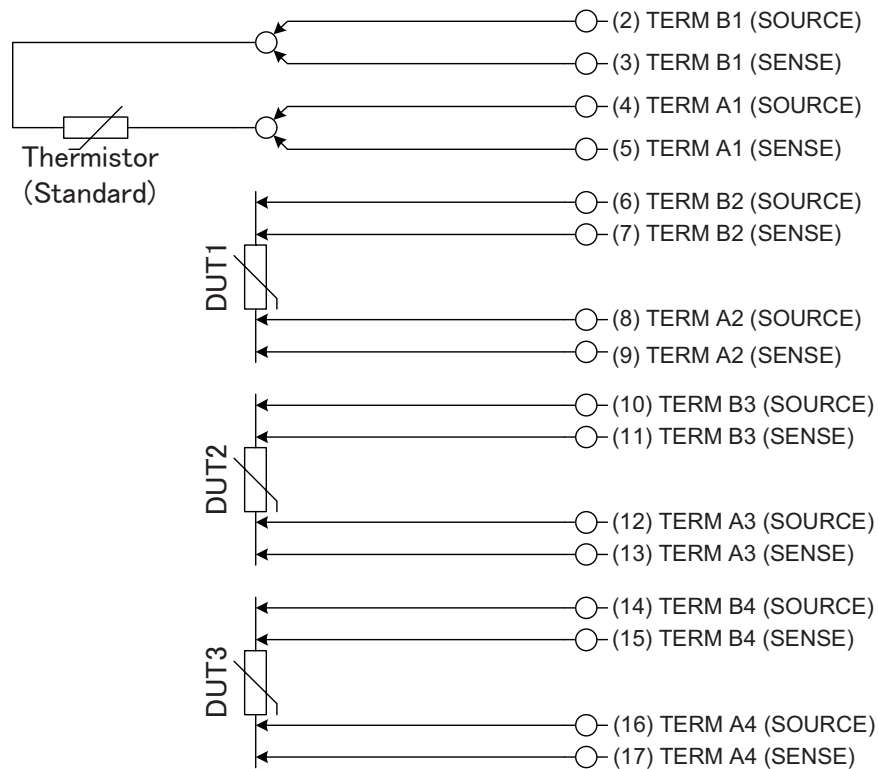 (2) TERM B1 (SOURCE)
(3) TERM B1 (SENSE)
(4) TERM A1 (SOURCE)
(5) TERM A1 (SENSE)
Thermistor
(Standard)
(6) TERM B2 (SOURCE)
(7) TERM B2 (SENSE)
DUT1
(8) TERM A2 (SOURCE)
(9) TERM A2 (SENSE)
(10) TERM B3 (SOURCE)
(11) TERM B3 (SENSE)
DUT2
(12) TERM A3 (SOURCE)
(13) TERM A3 (SENSE)
(14) TERM B4 (SOURCE)
(15) TERM B4 (SENSE)
DUT3
(16) TERM A4 (SOURCE)
(17) TERM A4 (SENSE)